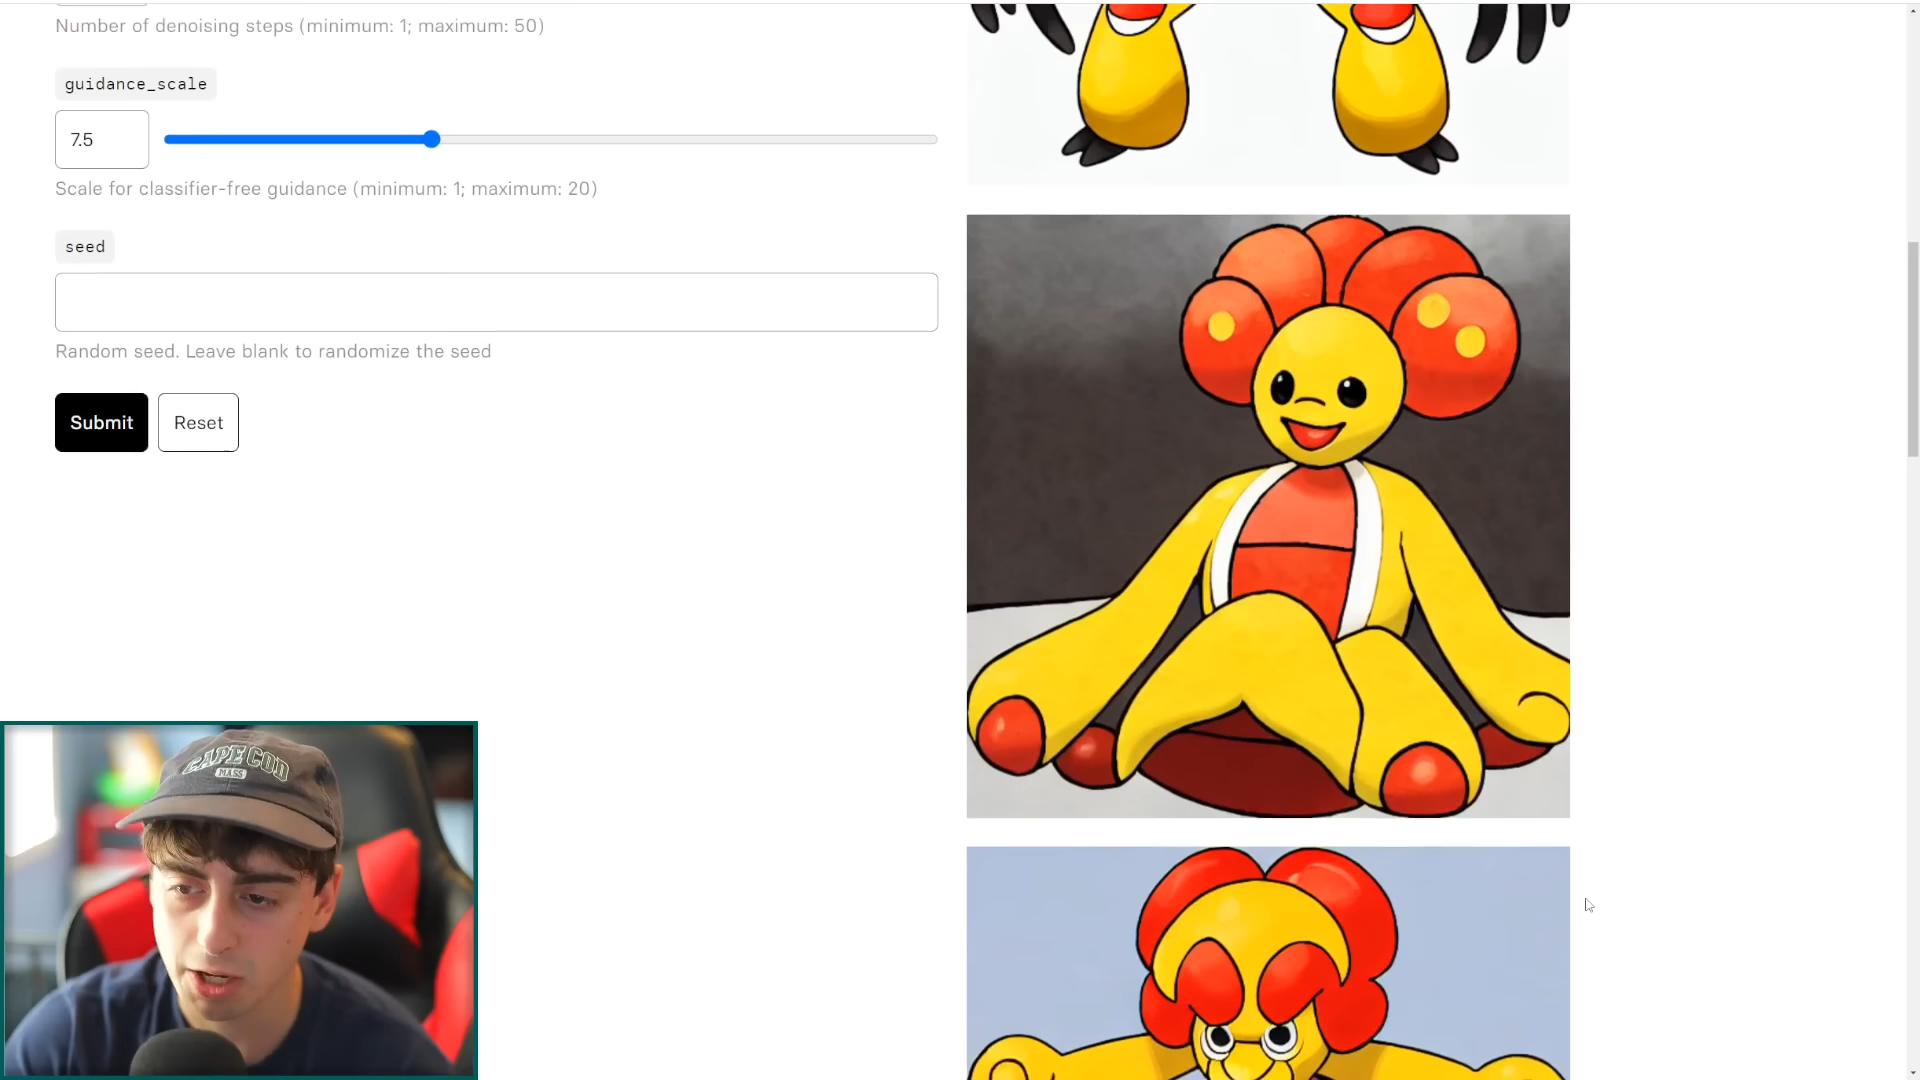 Number of denoising steps (minimum: 1; maximum: 50)
guidance_scale
7.5
Scale for classifier-free guidance (minimum: 1; maximum: 20)
seed
Random seed. Leave blank to randomize the seed
Submit
Reset
CAPE COD
MASS